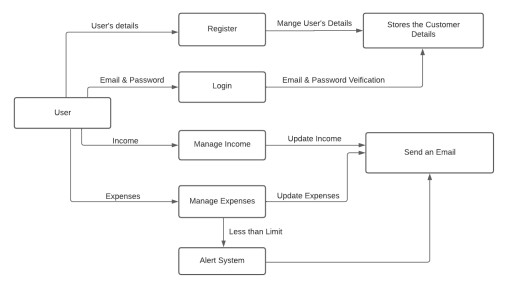 User's details
Register
Mange User's Details
Stores the Customer
Details
Email & Password
Login
Email & Password Veification
User
Income
Manage Income
Update Income
Send an Email
Expenses
Manage Expenses
Update Expenses
Less than Limit
Alert System